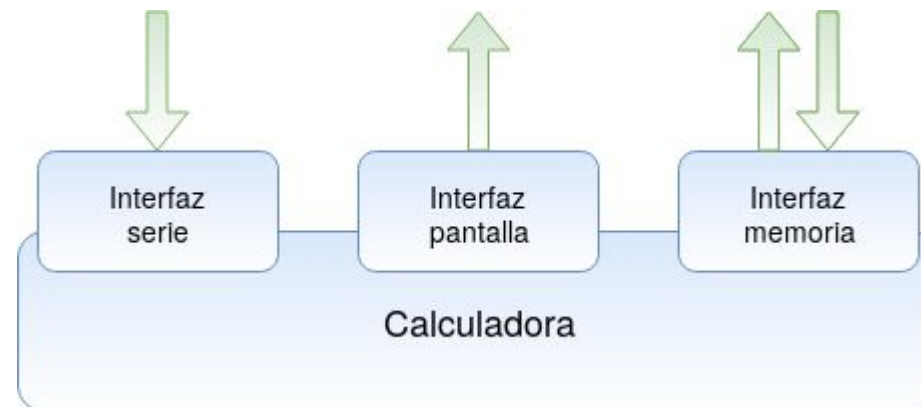 Interfaz
serie
Interfaz
pantalla
Interfaz
memoria
Calculadora